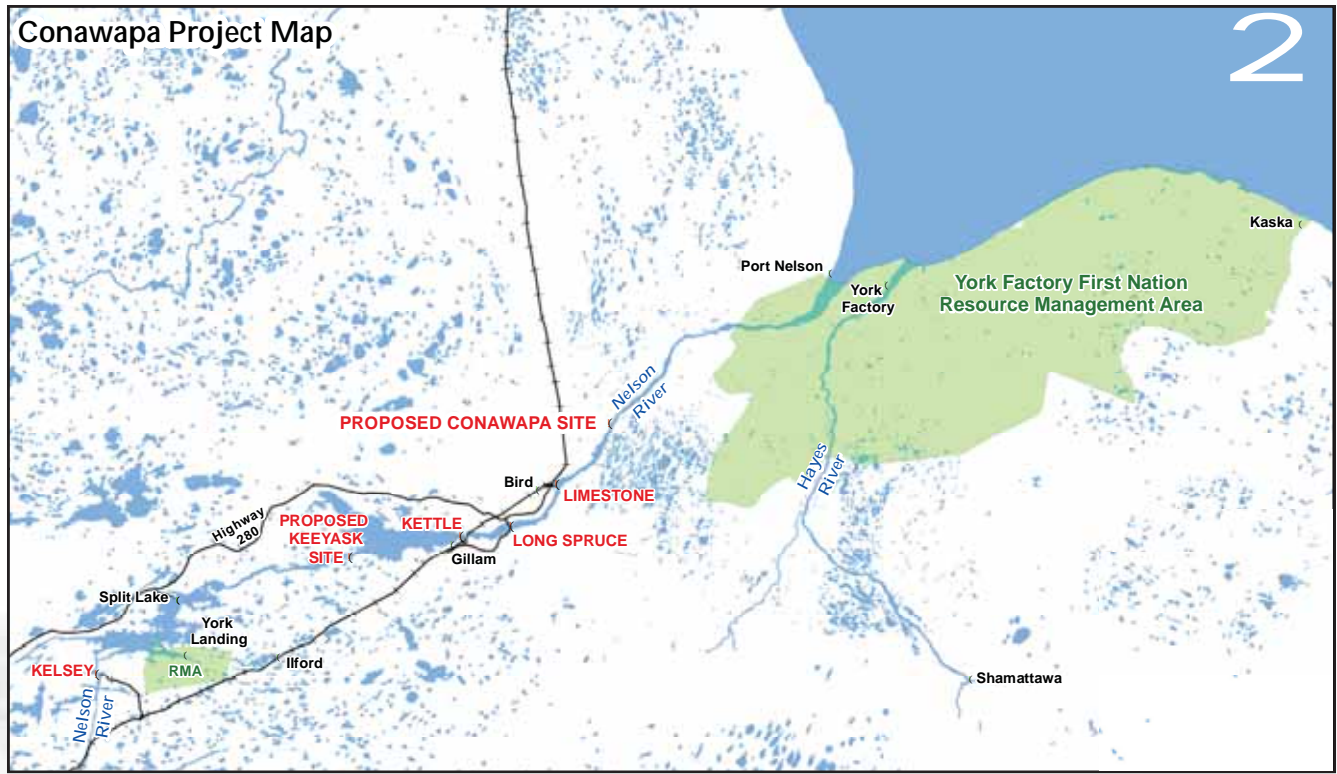 Conawapa Project Map
2
Kaska
Port Nelson
York
Factory
York Factory First Nation
Resource Management Area
Nelson
River
PROPOSED CONAWAPA SITE
Hayes
River
Bird
LIMESTONE
Highway
280
PROPOSED
KEEYASK
SITE
KETTLE
LONG SPRUCE
Gillam
Split Lake
York
Landing
Ilford
KELSEY
RMA
Nelson
River
Shamattawa